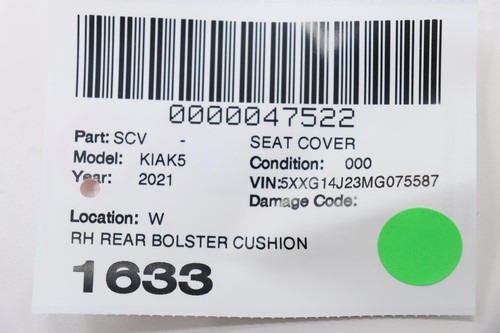 0000047522
Part: SCV - SEAT COVER
Model: KIAK5 Condition: 000
Year: 2021 VIN:5XXG14J23MG075587
Damage Code:
Location: W
RH REAR BOLSTER CUSHION
1633